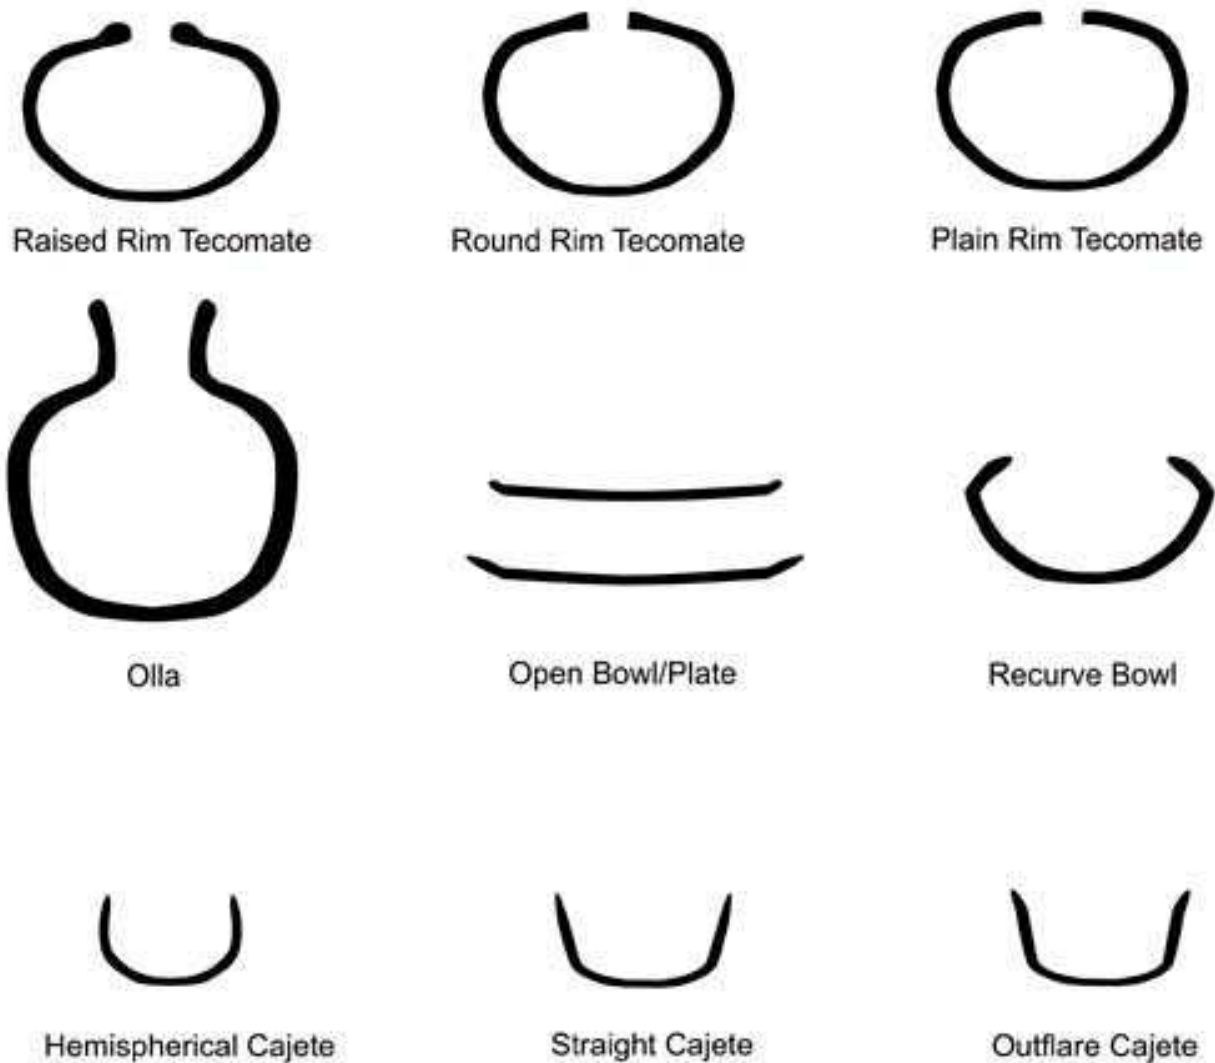 Raised Rim Tecomate
Round Rim Tecomate
Plain Rim Tecomate
Olla
Open Bowl/Plate
Recurve Bowl
Hemispherical Cajete
Straight Cajete
Outflare Cajete